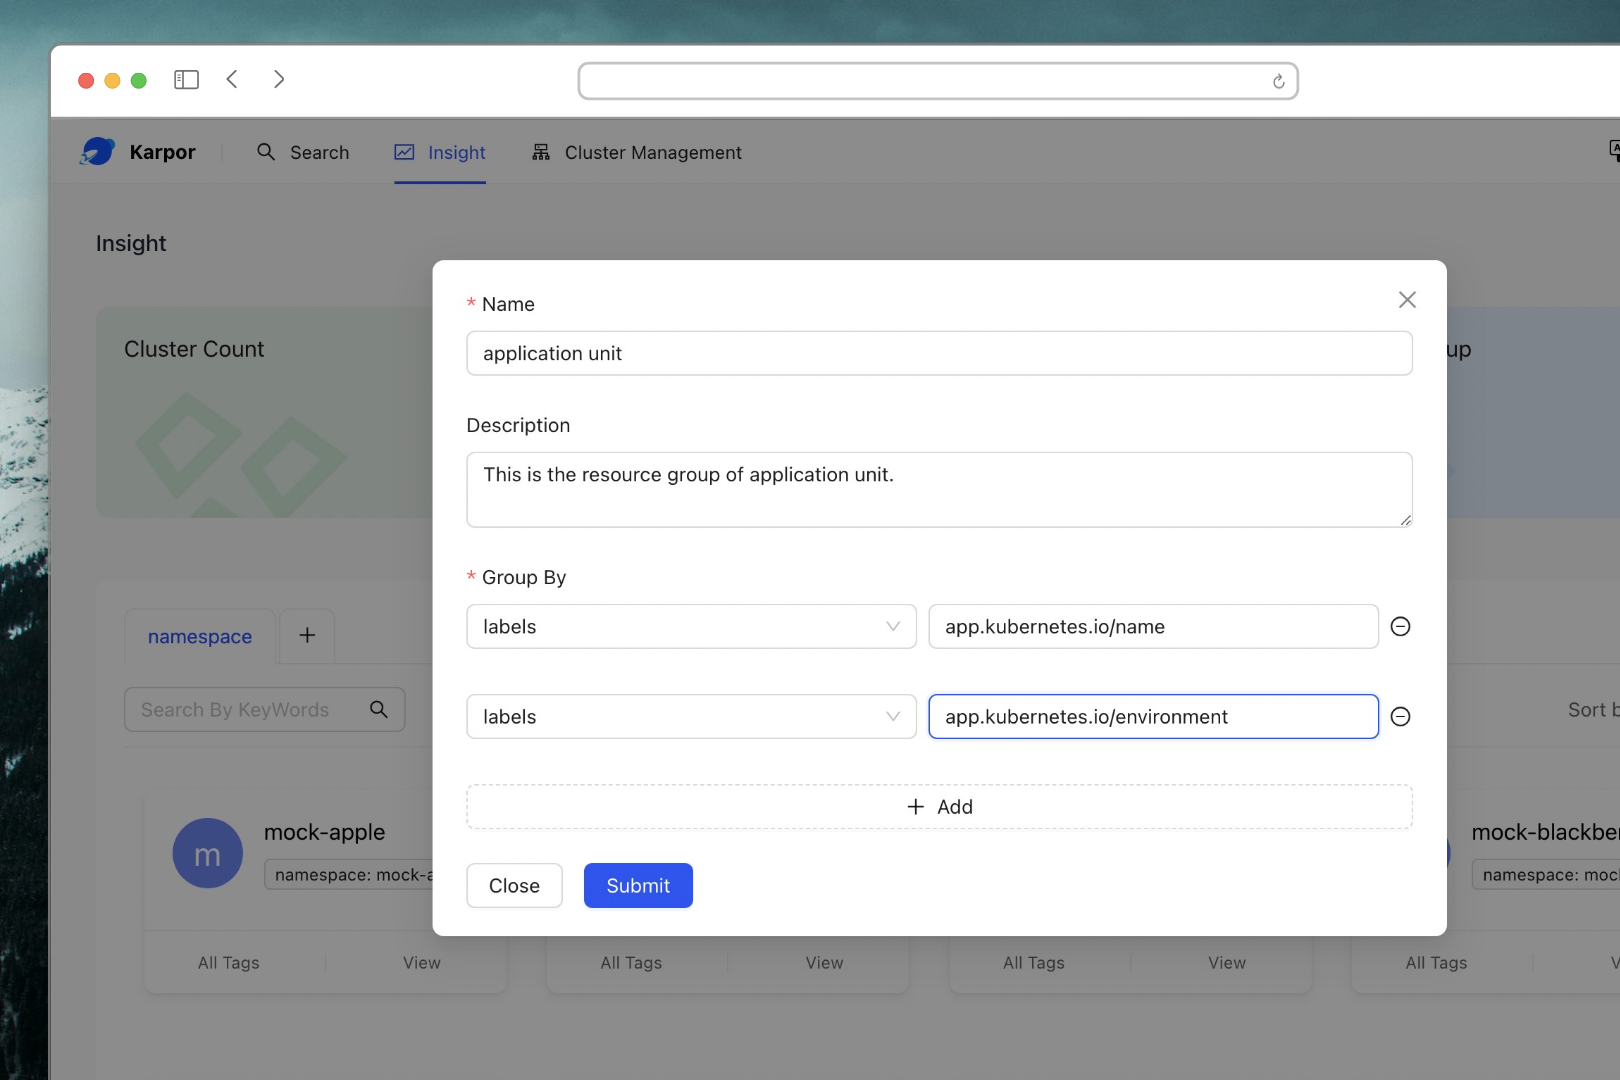 Karpor
Search
Insight
Cluster Management
Insight
Cluster Count
up
* Name
application unit
Description
This is the resource group of application unit.
* Group By
labels
app.kubernetes.io/name
labels
app.kubernetes.io/environment
+ Add
Close
Submit
namespace
+
Search By KeyWords
Sort b
m
mock-apple
namespace: mock-a
mock-blackber
namespace: moc
All Tags
View
All Tags
View
All Tags
View
All Tags
V